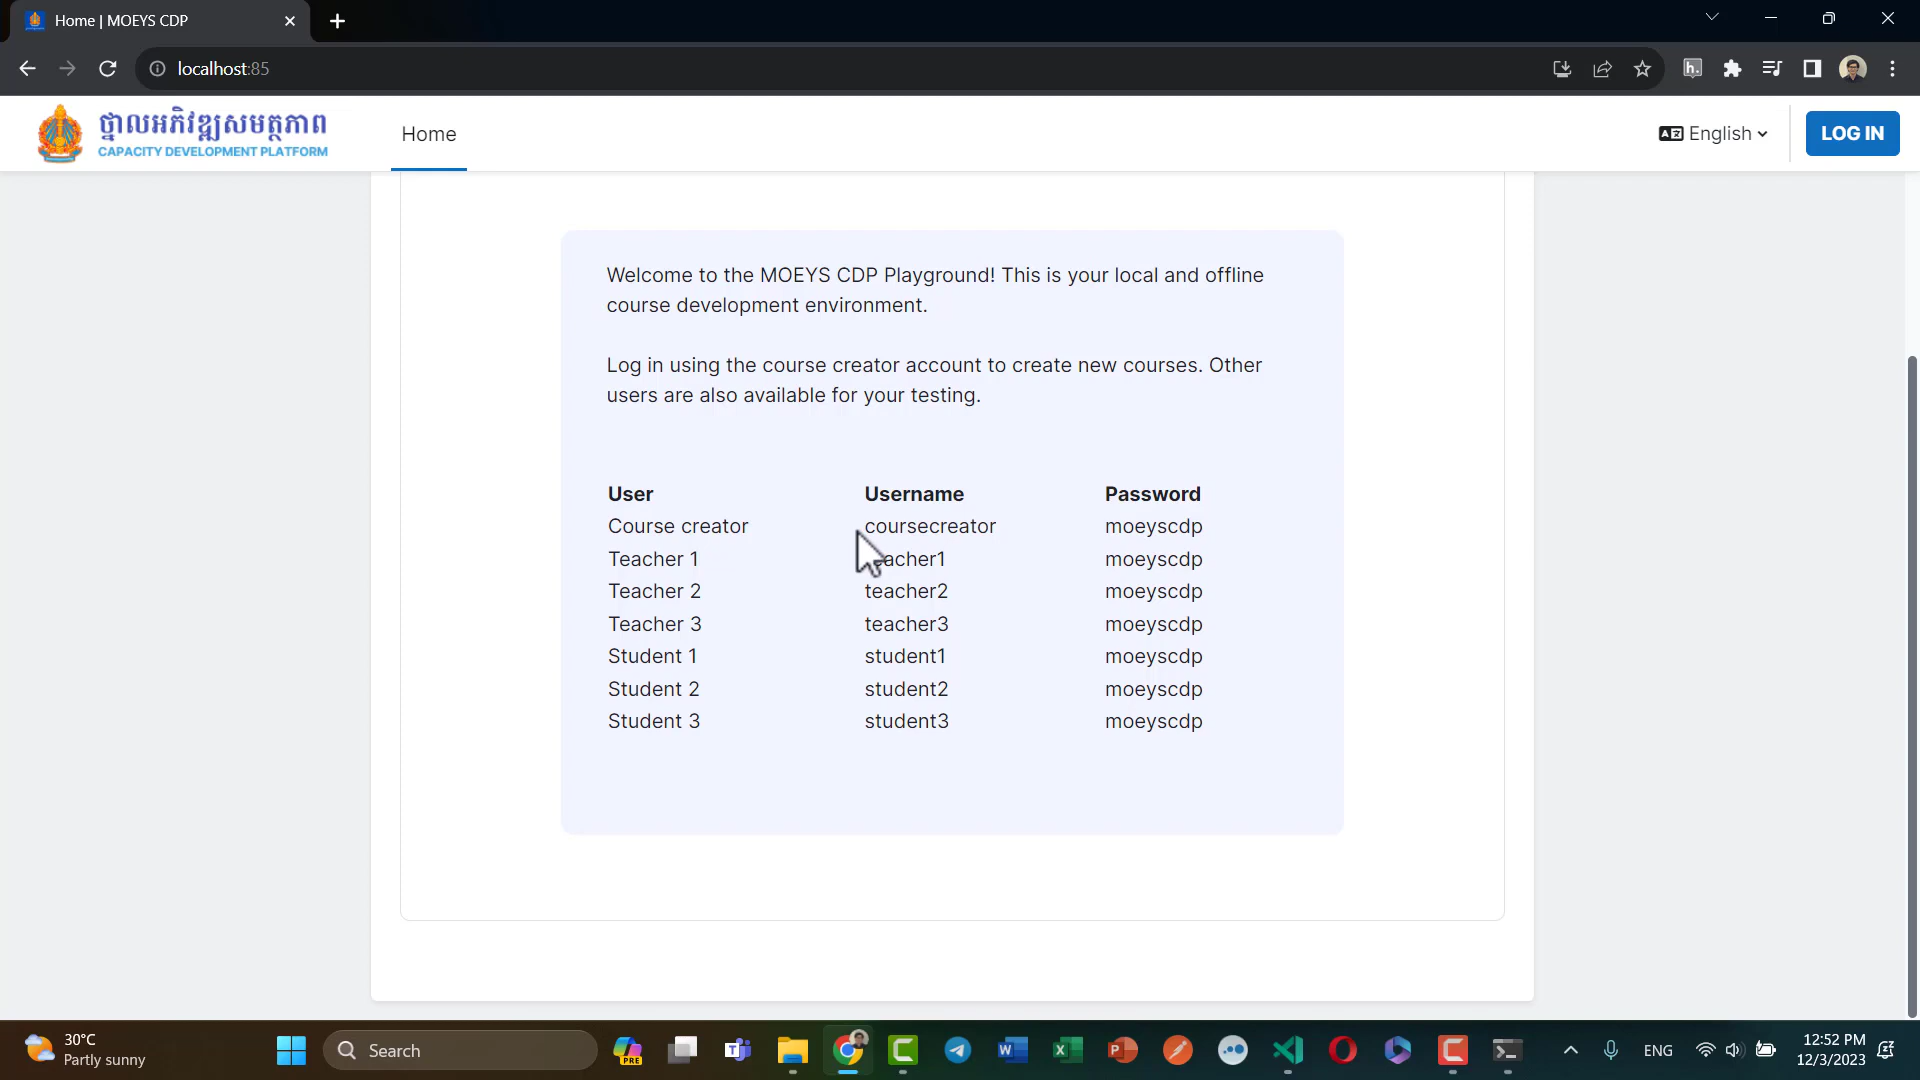 Home | MOEYS CDP
localhost:85
h.
ថ្នាលអភិវឌ្ឍសមត្ថភាព
CAPACITY DEVELOPMENT PLATFORM
Home
English
LOG IN
Welcome to the MOEYS CDP Playground! This is your local and offline
course development environment.
Log in using the course creator account to create new courses. Other
users are also available for your testing.
User Username Password
Course creator coursecreator moeyscdp
Teacher 1 teacher1 moeyscdp
Teacher 2 teacher2 moeyscdp
Teacher 3 teacher3 moeyscdp
Student 1 student1 moeyscdp
Student 2 student2 moeyscdp
Student 3 student3 moeyscdp
30°C
Partly sunny
Search
PRE
ENG
12:52 PM
12/3/2023